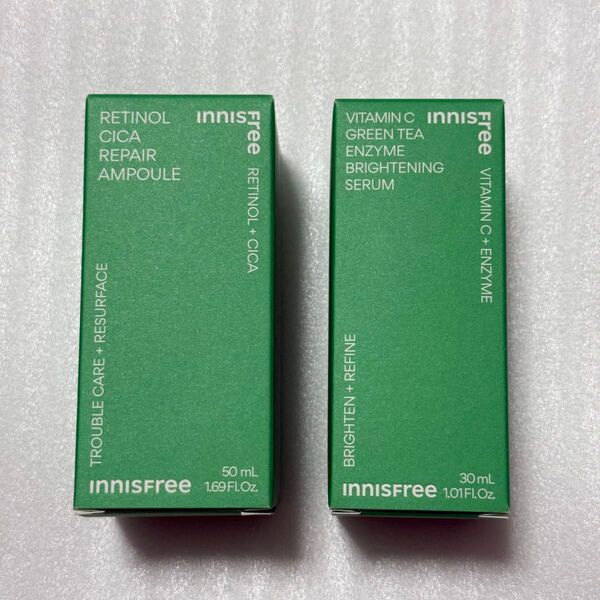 RETINOL
CICA
REPAIR
AMPOULE
INNISFree
RETINOL + CICA
TROUBLE CARE + RESURFACE
INNISFree
50 mL
1.69 Fl.Oz.
VITAMIN C
GREEN TEA
ENZYME
BRIGHTENING
SERUM
INNISFree
VITAMIN C + ENZYME
BRIGHTEN + REFINE
INNISFree
30 mL
1.01 Fl.Oz.